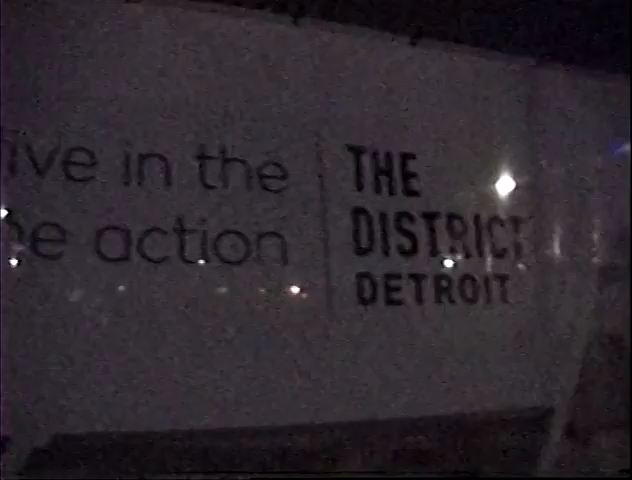 ive in the
e action
THE
DISTRICT
DETROIT